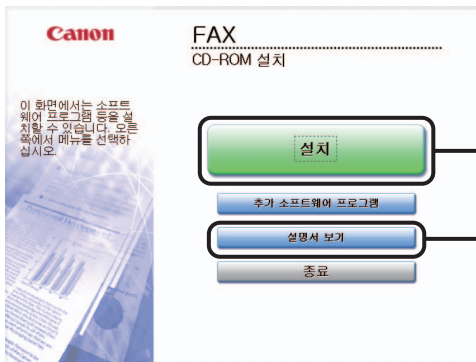 Canon
FAX
CD-ROM 설치
이 화면에서는 소프트
웨어 프로그램 등을 설
치할 수 있습니다. 오른
쪽에서 메뉴를 선택하
십시오.
설치
추가 소프트웨어 프로그램
설명서 보기
종료